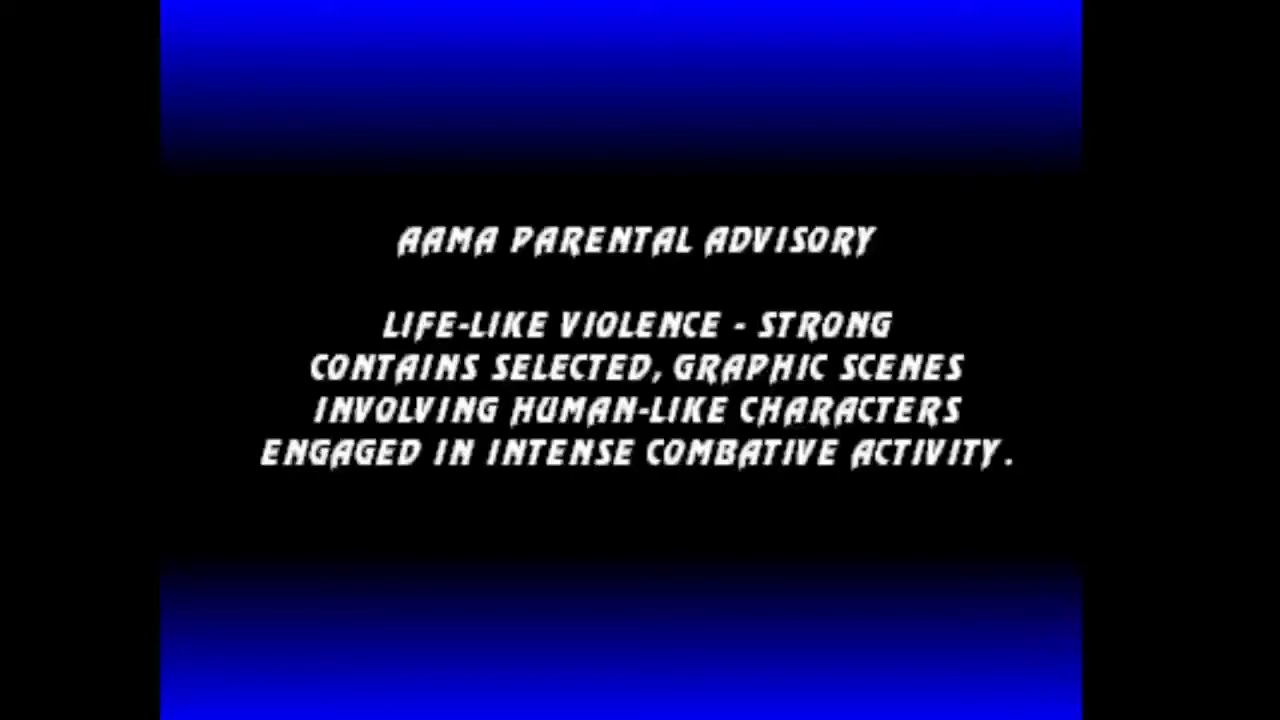 AAMA PARENTAL ADVISORY
LIFE-LIKE VIOLENCE - STRONG
CONTAINS SELECTED, GRAPHIC SCENES
INVOLVING HUMAN-LIKE CHARACTERS
ENGAGED IN INTENSE COMBATIVE ACTIVITY.